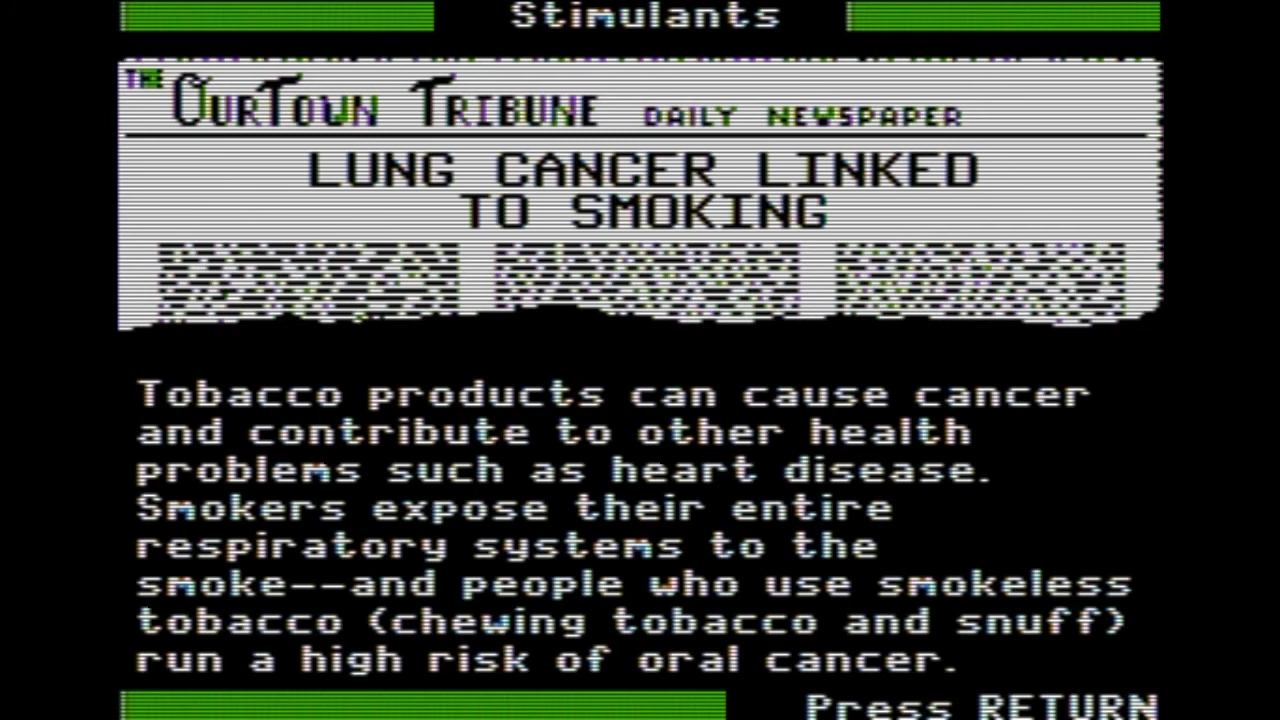 Stimulants
THE OURTOWN TRIBUNE DAILY NEWSPAPER
LUNG CANCER LINKED
TO SMOKING
Tobacco products can cause cancer
and contribute to other health
problems such as heart disease.
Smokers expose their entire
respiratory systems to the
smoke--and people who use smokeless
tobacco (chewing tobacco and snuff)
run a high risk of oral cancer.
Press RETURN